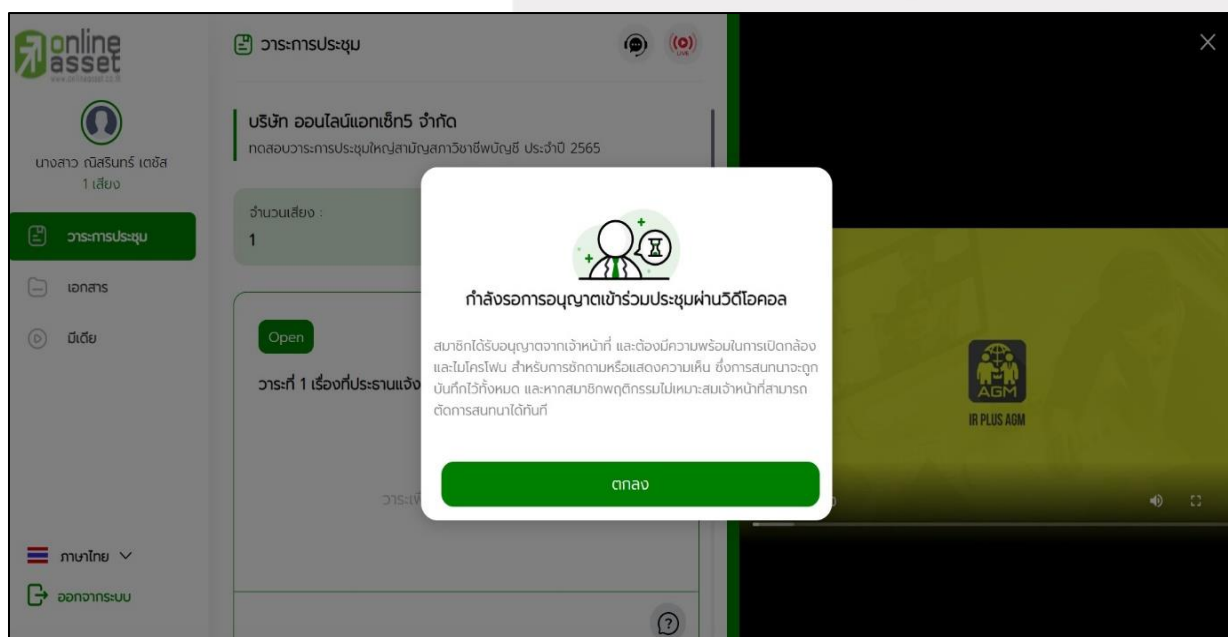 online
asset
www.onlineasset.co.th
นางสาว ณิสรินทร์ เตชัส
1 เสียง
วาระการประชุม
เอกสาร
มีเดีย
ภาษาไทย
ออกจากระบบ
วาระการประชุม
LIVE
บริษัท ออนไลน์แอทเซ็ท5 จำกัด
ทดสอบวาระการประชุมใหญ่สามัญสภาวิชาชีพบัญชี ประจำปี 2565
จำนวนเสียง :
1
Open
วาระที่ 1 เรื่องที่ประธานแจ้ง
กำลังรอการอนุญาตเข้าร่วมประชุมผ่านวิดีโอคอล
สมาชิกได้รับอนุญาตจากเจ้าหน้าที่ และต้องมีความพร้อมในการเปิดกล้อง
และไมโครโฟน สำหรับการซักถามหรือแสดงความเห็น ซึ่งการสนทนาจะถูก
บันทึกไว้ทั้งหมด และหากสมาชิกพฤติกรรมไม่เหมาะสมเจ้าหน้าที่สามารถ
ตัดการสนทนาได้ทันที
ตกลง
AGM
IR PLUS AGM